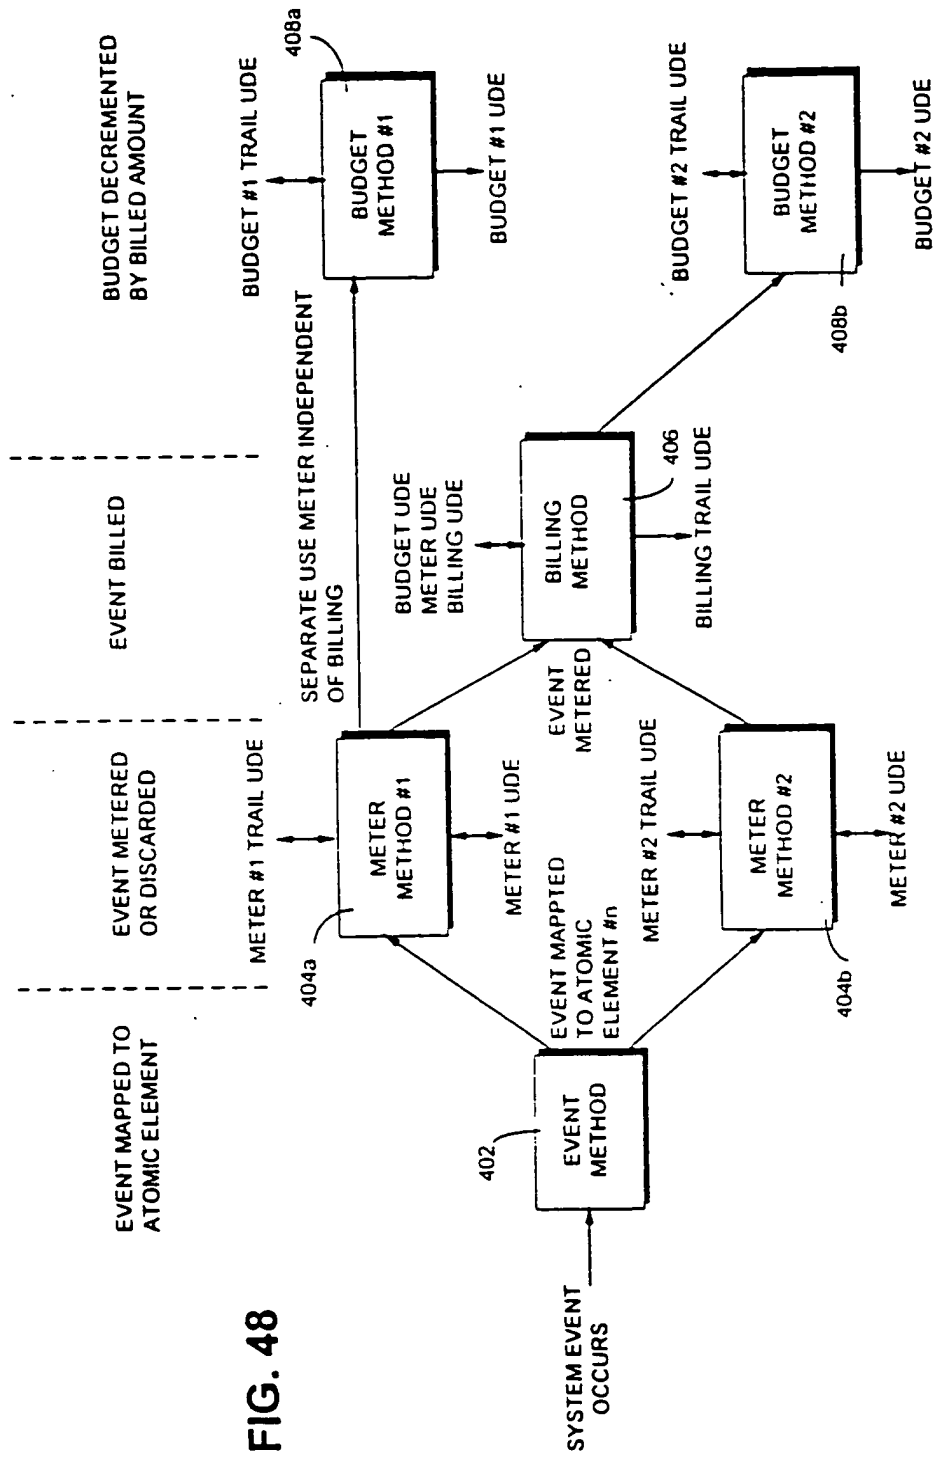 FIG. 48
EVENT MAPPED TO
ATOMIC ELEMENT
EVENT METERED
OR DISCARDED
EVENT BILLED
BUDGET DECREMENTED
BY BILLED AMOUNT
SYSTEM EVENT
OCCURS
402
EVENT
METHOD
EVENT MAPPTED
TO ATOMIC
ELEMENT #n
METER #1 TRAIL UDE
404a
METER
METHOD #1
METER #1 UDE
METER #2 TRAIL UDE
METER
METHOD #2
404b
METER #2 UDE
SEPARATE USE METER INDEPENDENT
OF BILLING
EVENT
METERED
BUDGET UDE
METER UDE
BILLING UDE
BILLING
METHOD
406
BILLING TRAIL UDE
BUDGET #1 TRAIL UDE
408a
BUDGET
METHOD #1
BUDGET #1 UDE
BUDGET #2 TRAIL UDE
BUDGET
METHOD #2
408b
BUDGET #2 UDE